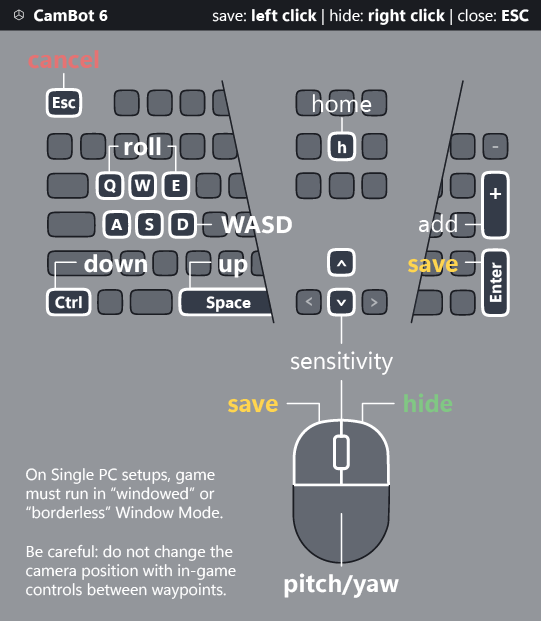 CamBot 6
save: left click | hide: right click | close: ESC
cancel
Esc
home
roll
h
-
Q W E
+
A S D
WASD
add
down
up
^
save
Ctrl
Space
< v >
Enter
sensitivity
save
hide
On Single PC setups, game
must run in “windowed” or
“borderless” Window Mode.
Be careful: do not change the
camera position with in-game
controls between waypoints.
pitch/yaw